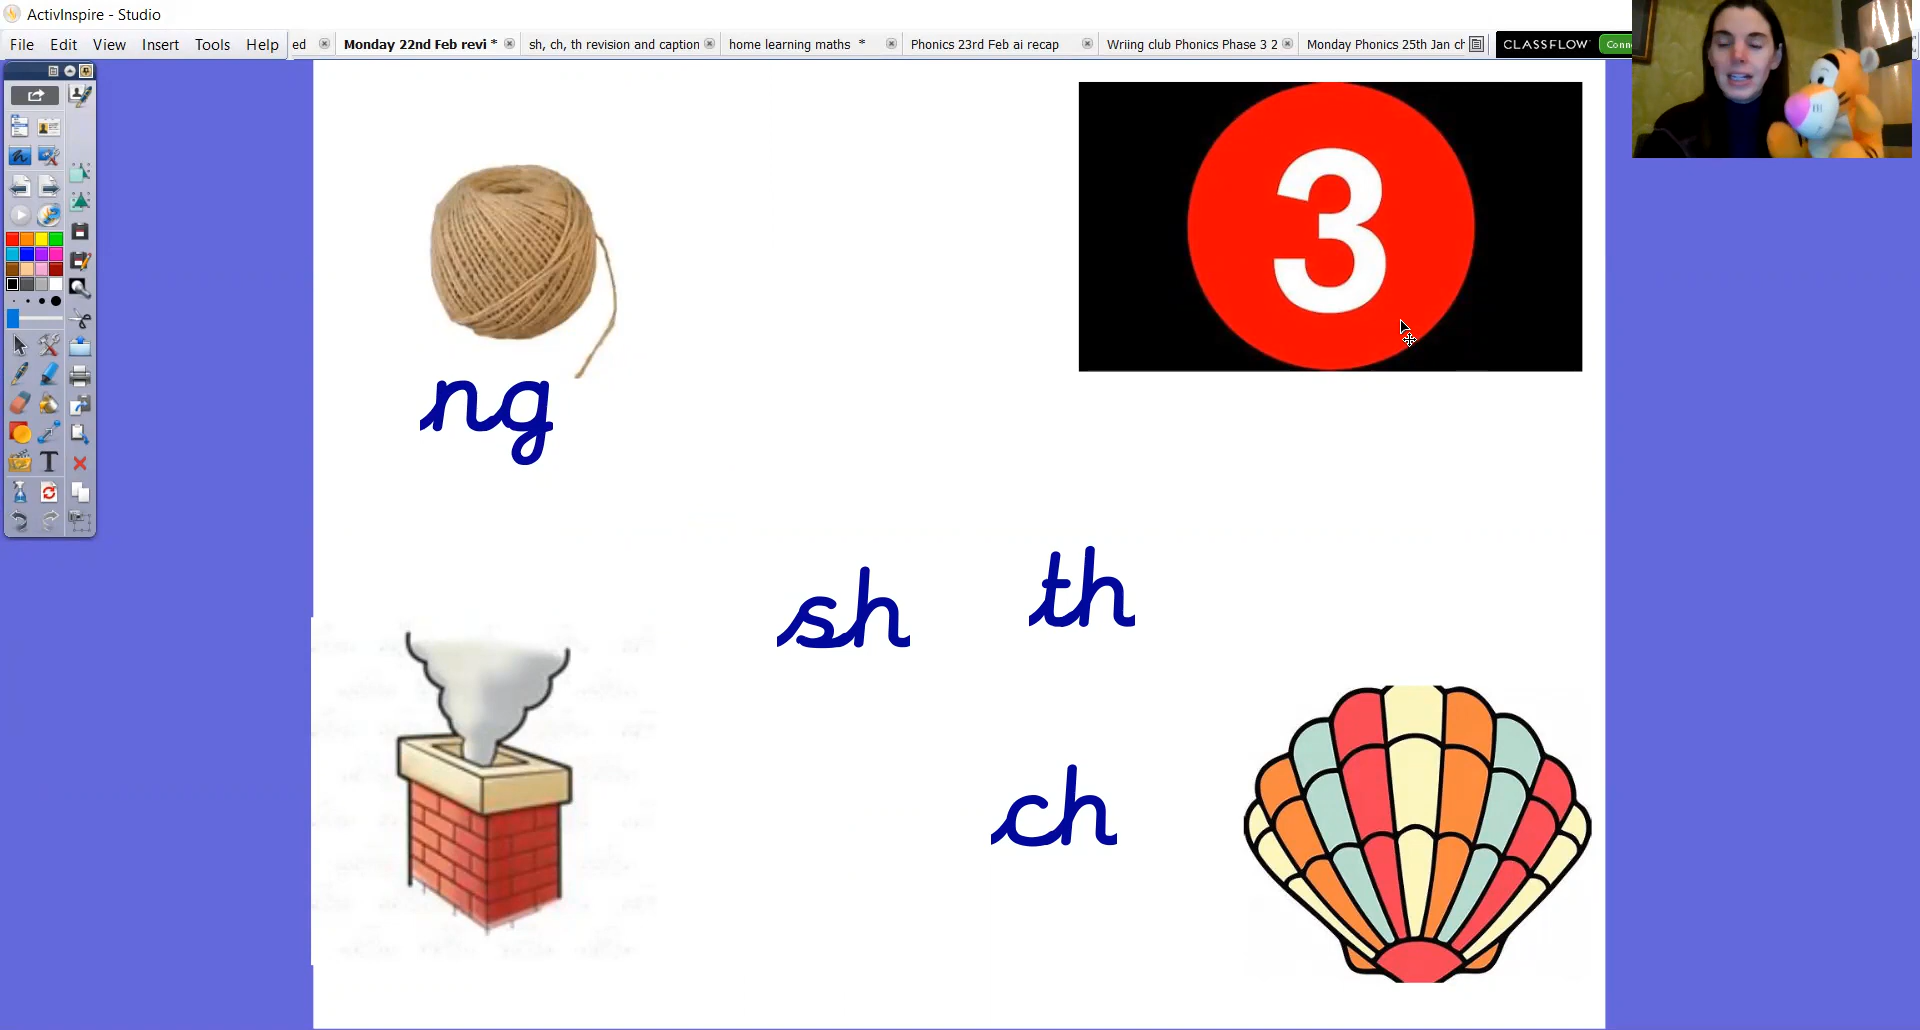 ActivInspire - Studio
File Edit View Insert Tools Help
ed
Monday 22nd Feb revi *
sh, ch, th revision and caption
home learning maths *
Phonics 23rd Feb ai recap
Wriing club Phonics Phase 3 2
Monday Phonics 25th Jan ch
CLASSFLOW
Conn
3
ng
sh
th
ch